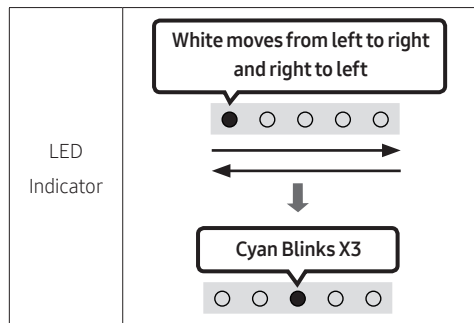 White moves from left to right
and right to left
LED
Indicator
Cyan Blinks X3